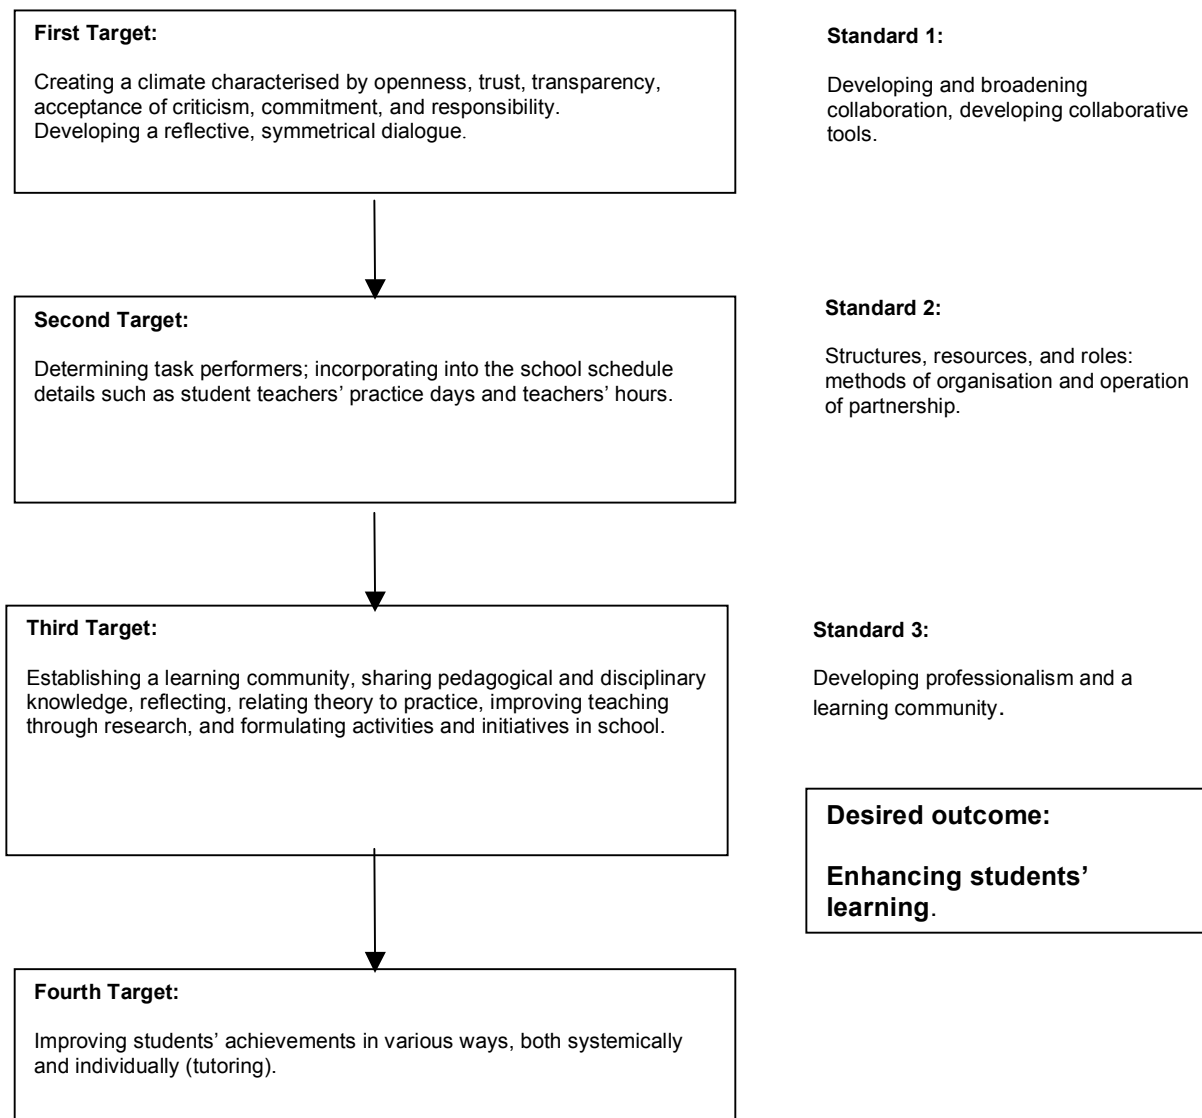 First Target:
Creating a climate characterised by openness, trust, transparency,
acceptance of criticism, commitment, and responsibility.
Developing a reflective, symmetrical dialogue.
Standard 1:
Developing and broadening
collaboration, developing collaborative
tools.
Second Target:
Determining task performers; incorporating into the school schedule
details such as student teachers’ practice days and teachers’ hours.
Standard 2:
Structures, resources, and roles:
methods of organisation and operation
of partnership.
Third Target:
Establishing a learning community, sharing pedagogical and disciplinary
knowledge, reflecting, relating theory to practice, improving teaching
through research, and formulating activities and initiatives in school.
Standard 3:
Developing professionalism and a
learning community.
Desired outcome:
Enhancing students’
learning.
Fourth Target:
Improving students’ achievements in various ways, both systemically
and individually (tutoring).